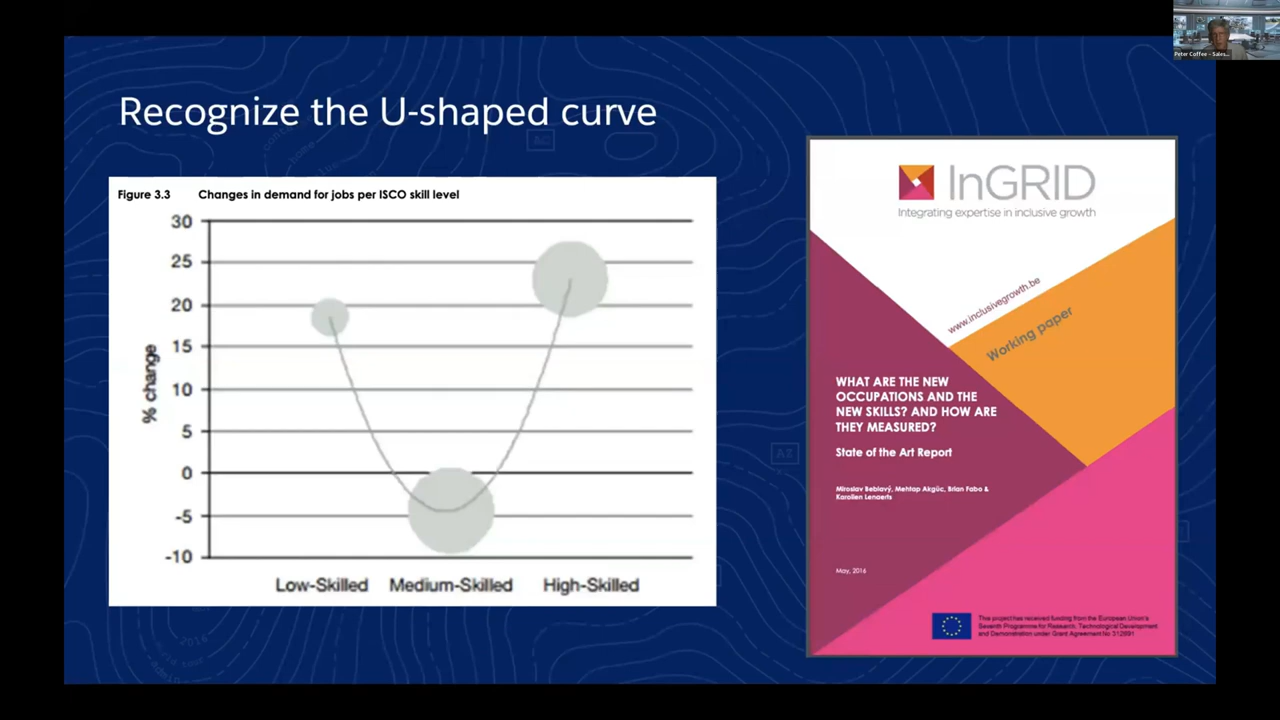 Peter Coffee – Sales...
Recognize the U-shaped curve
Figure 3.3 Changes in demand for jobs per ISCO skill level
% change
30
25
20
15
10
5
0
-5
-10
Low-Skilled Medium-Skilled High-Skilled
InGRID
Integrating expertise in inclusive growth
www.inclusivegrowth.be
Working paper
WHAT ARE THE NEW
OCCUPATIONS AND THE
NEW SKILLS? AND HOW ARE
THEY MEASURED?
State of the Art Report
Miroslav Beblavý, Mehtap Akgüc, Brian Fabo &
Karolien Lenaerts
May, 2016
This project has received funding from the European Union's
Seventh Programme for Research, Technological Development
and Demonstration under Grant Agreement No 312691